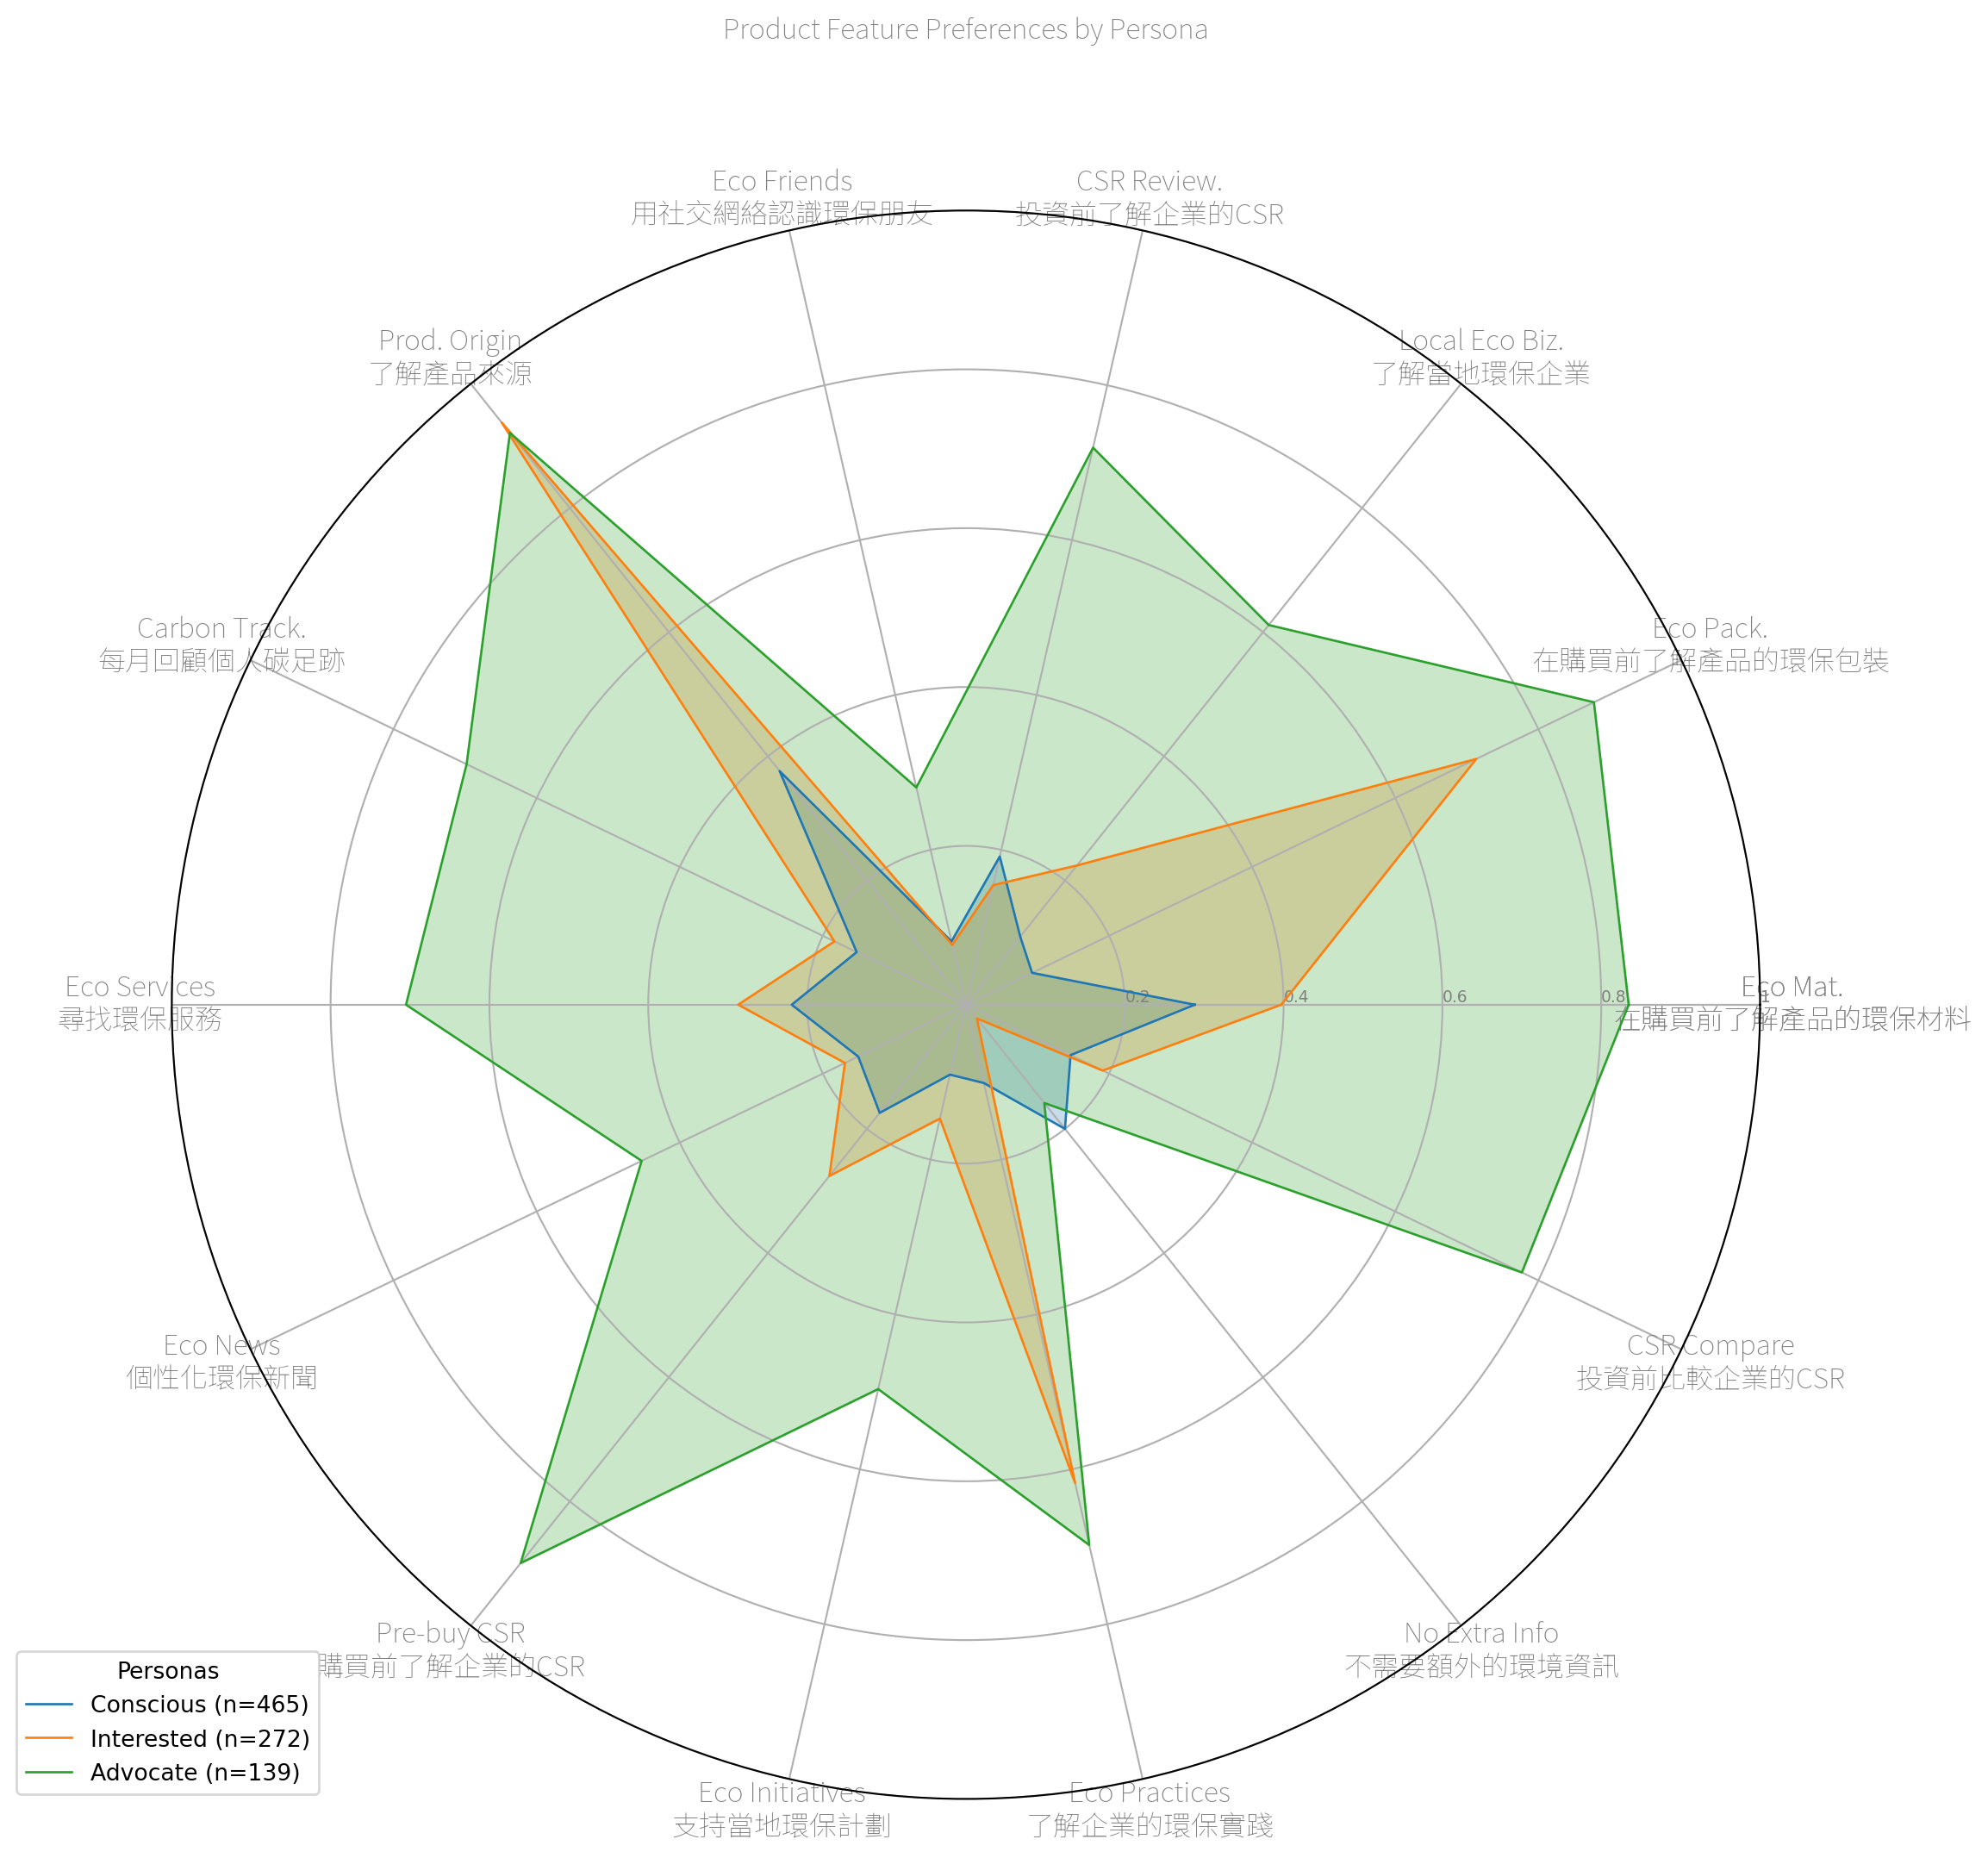 Product Feature Preferences by Persona
Eco Friends
用社交網絡認識環保朋友
CSR Review.
投資前了解企業的CSR
Prod. Origin
了解產品來源
Local Eco Biz.
了解當地環保企業
Carbon Track.
每月回顧個人碳足跡
Eco Pack.
在購買前了解產品的環保包裝
Eco Services
尋找環保服務
0.2
0.4
0.6
0.8
1
Eco Mat.
在購買前了解產品的環保材料
Eco News
個性化環保新聞
CSR Compare
投資前比較企業的CSR
Pre-buy CSR
購買前了解企業的CSR
No Extra Info
不需要額外的環境資訊
Eco Initiatives
支持當地環保計劃
Eco Practices
了解企業的環保實踐
Personas
Conscious (n=465)
Interested (n=272)
Advocate (n=139)